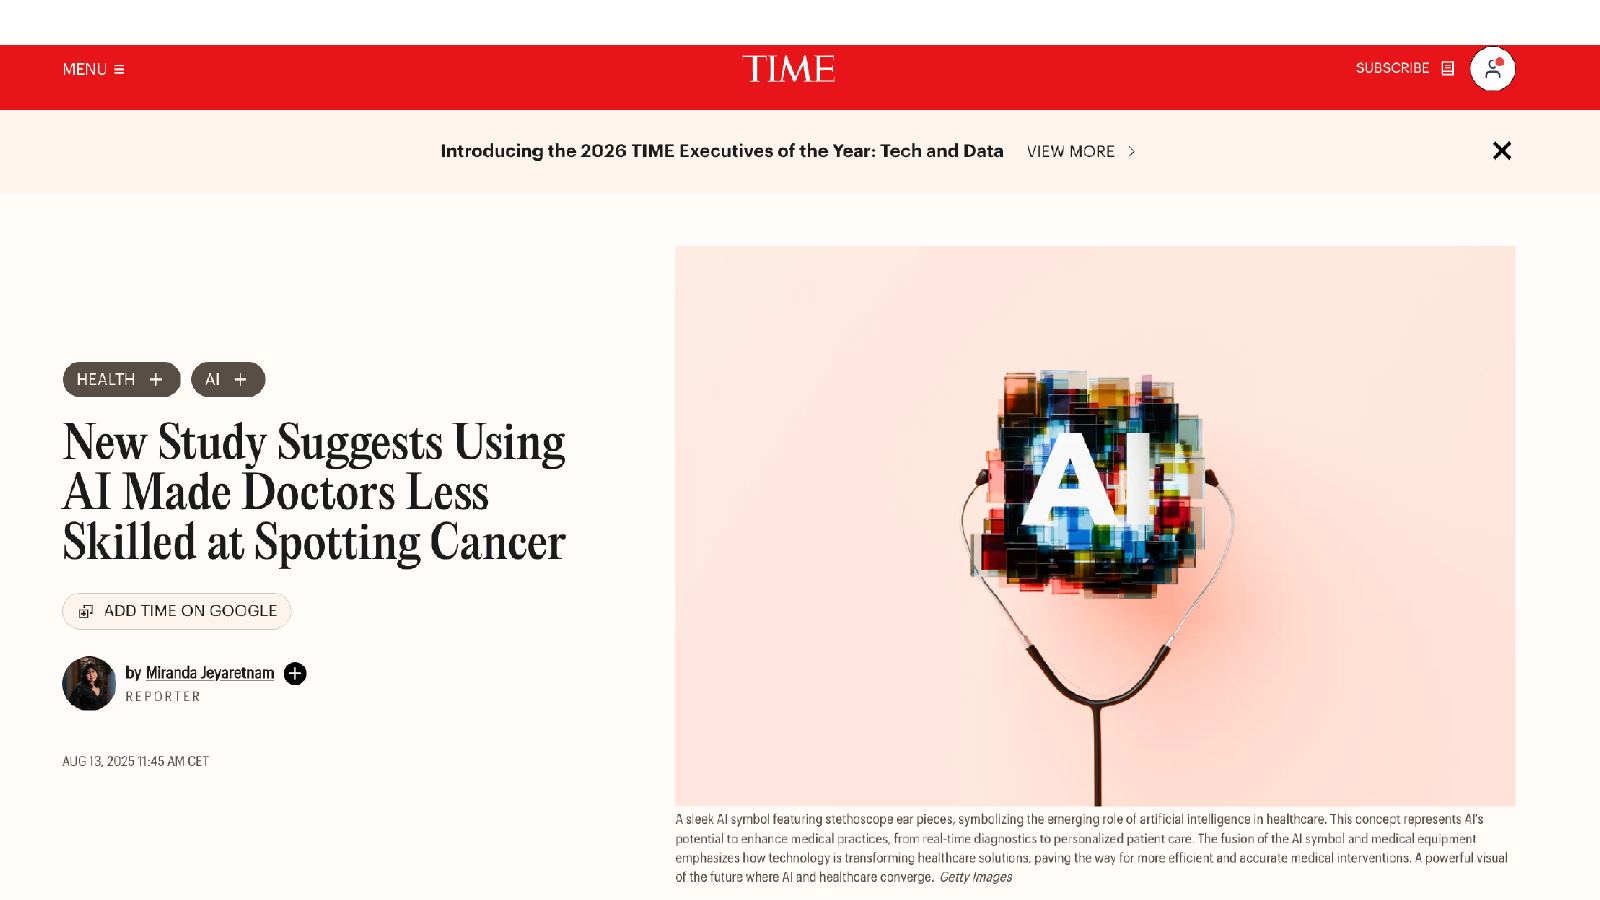 MENU
TIME
SUBSCRIBE
Introducing the 2026 TIME Executives of the Year: Tech and Data VIEW MORE
HEALTH
AI
New Study Suggests Using
AI Made Doctors Less
Skilled at Spotting Cancer
ADD TIME ON GOOGLE
by Miranda Jeyaretnam
REPORTER
AUG 13, 2025 11:45 AM CET
AI
A sleek AI symbol featuring stethoscope ear pieces, symbolizing the emerging role of artificial intelligence in healthcare. This concept represents AI's
potential to enhance medical practices, from real-time diagnostics to personalized patient care. The fusion of the AI symbol and medical equipment
emphasizes how technology is transforming healthcare solutions, paving the way for more efficient and accurate medical interventions. A powerful visual
of the future where AI and healthcare converge. Getty Images